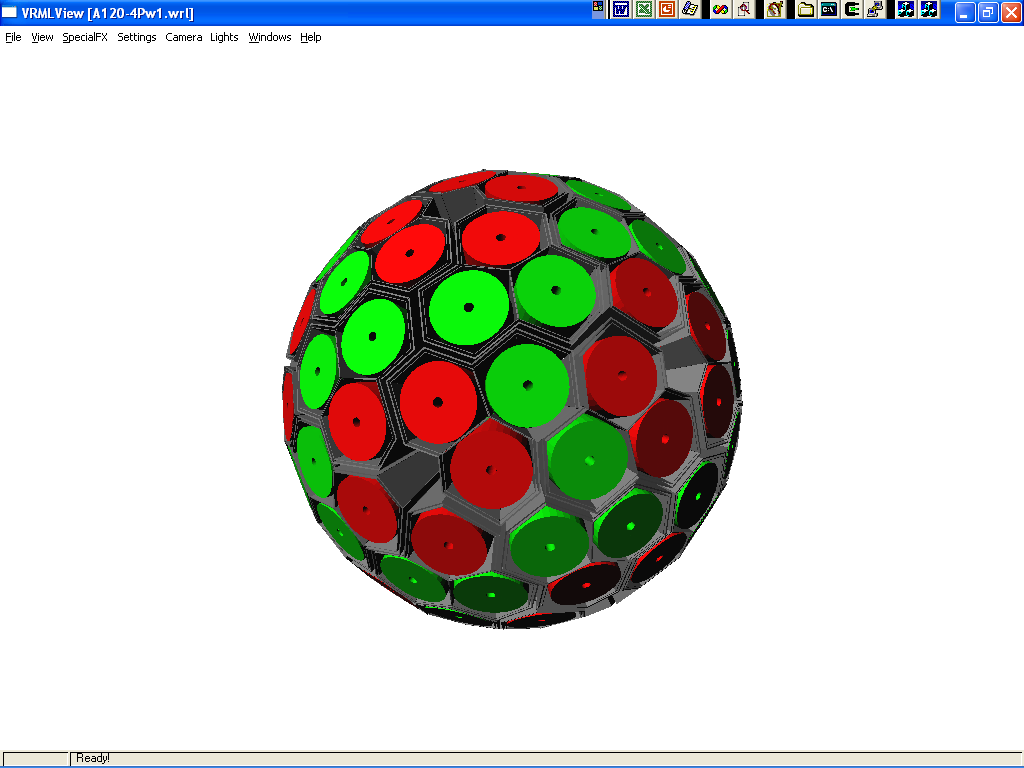 VRMLView [A120-4Pw1.wrl]
File View SpecialFX Settings Camera Lights Windows Help
Ready!